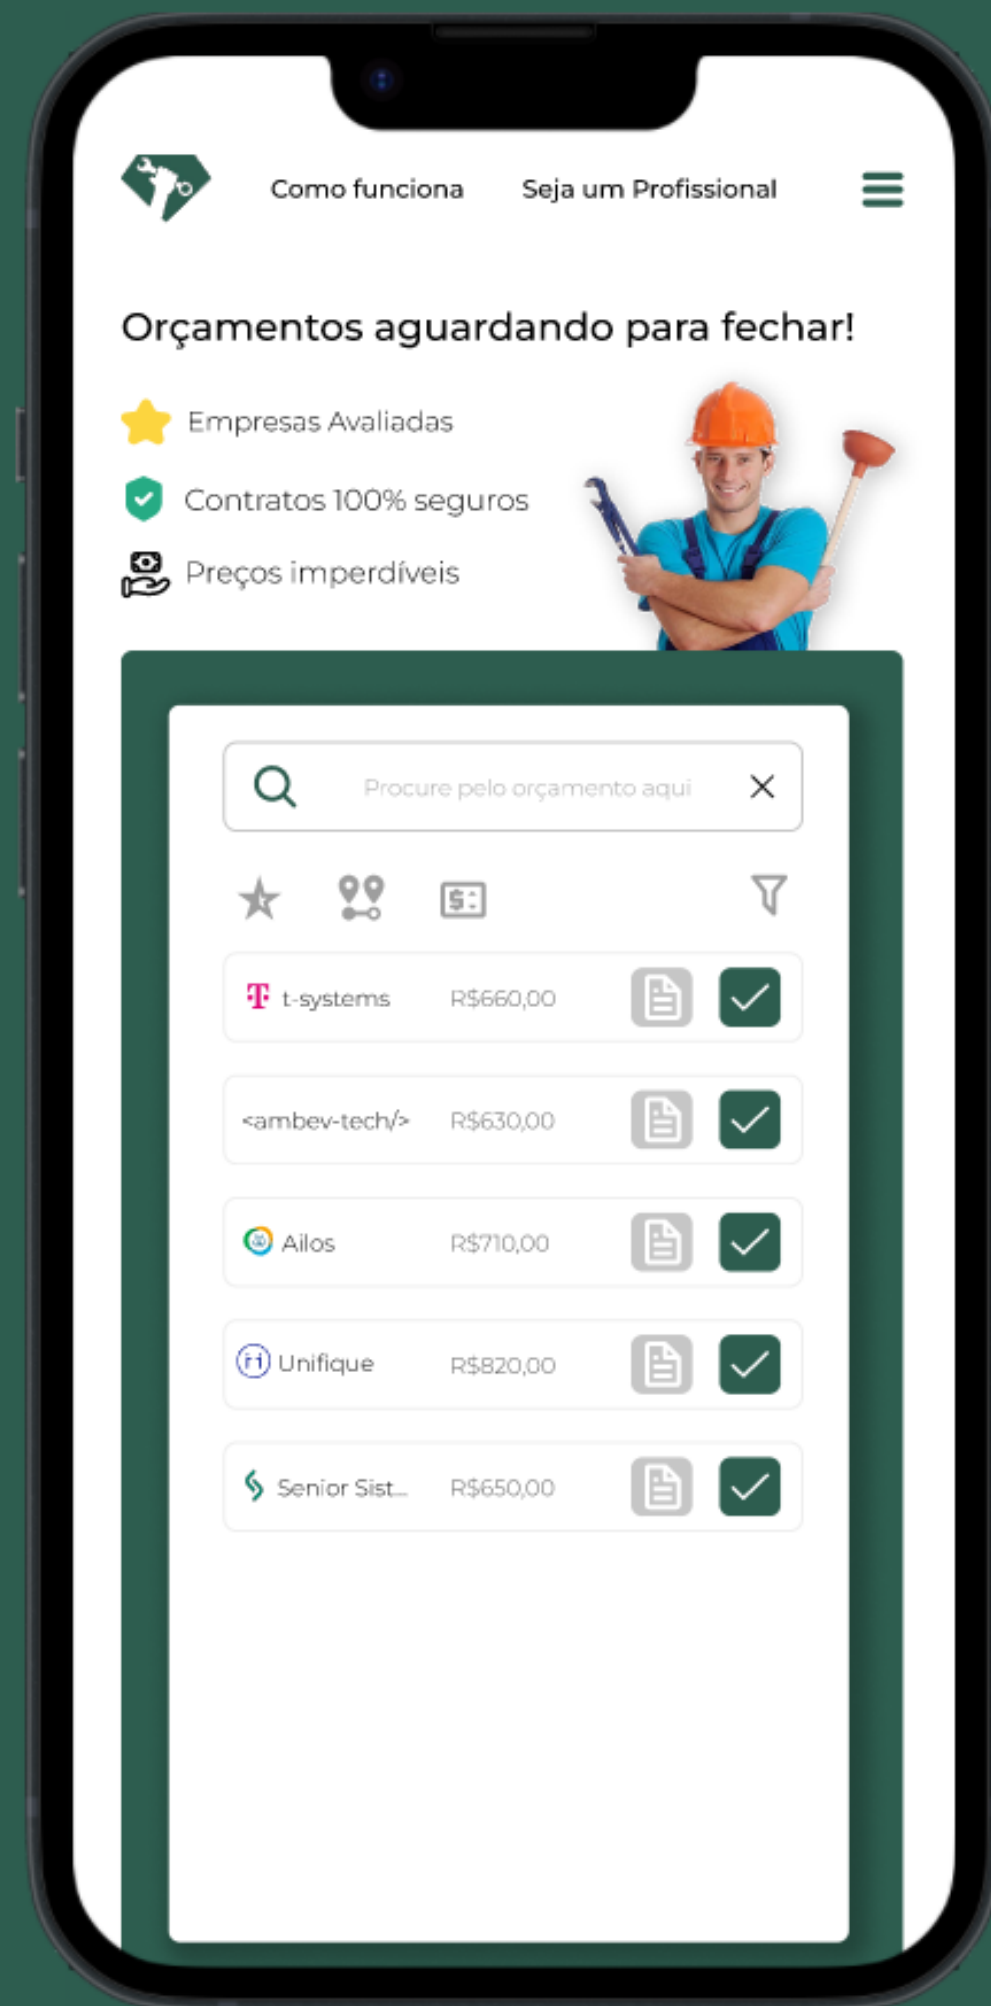 Como funciona Seja um Profissional
Orçamentos aguardando para fechar!
Empresas Avaliadas
Contratos 100% seguros
Preços imperdíveis
Procure pelo orçamento aqui
T t-systems R$660,00
<ambev-tech/> R$630,00
Ailos R$710,00
Unifique R$820,00
Senior Sist... R$650,00